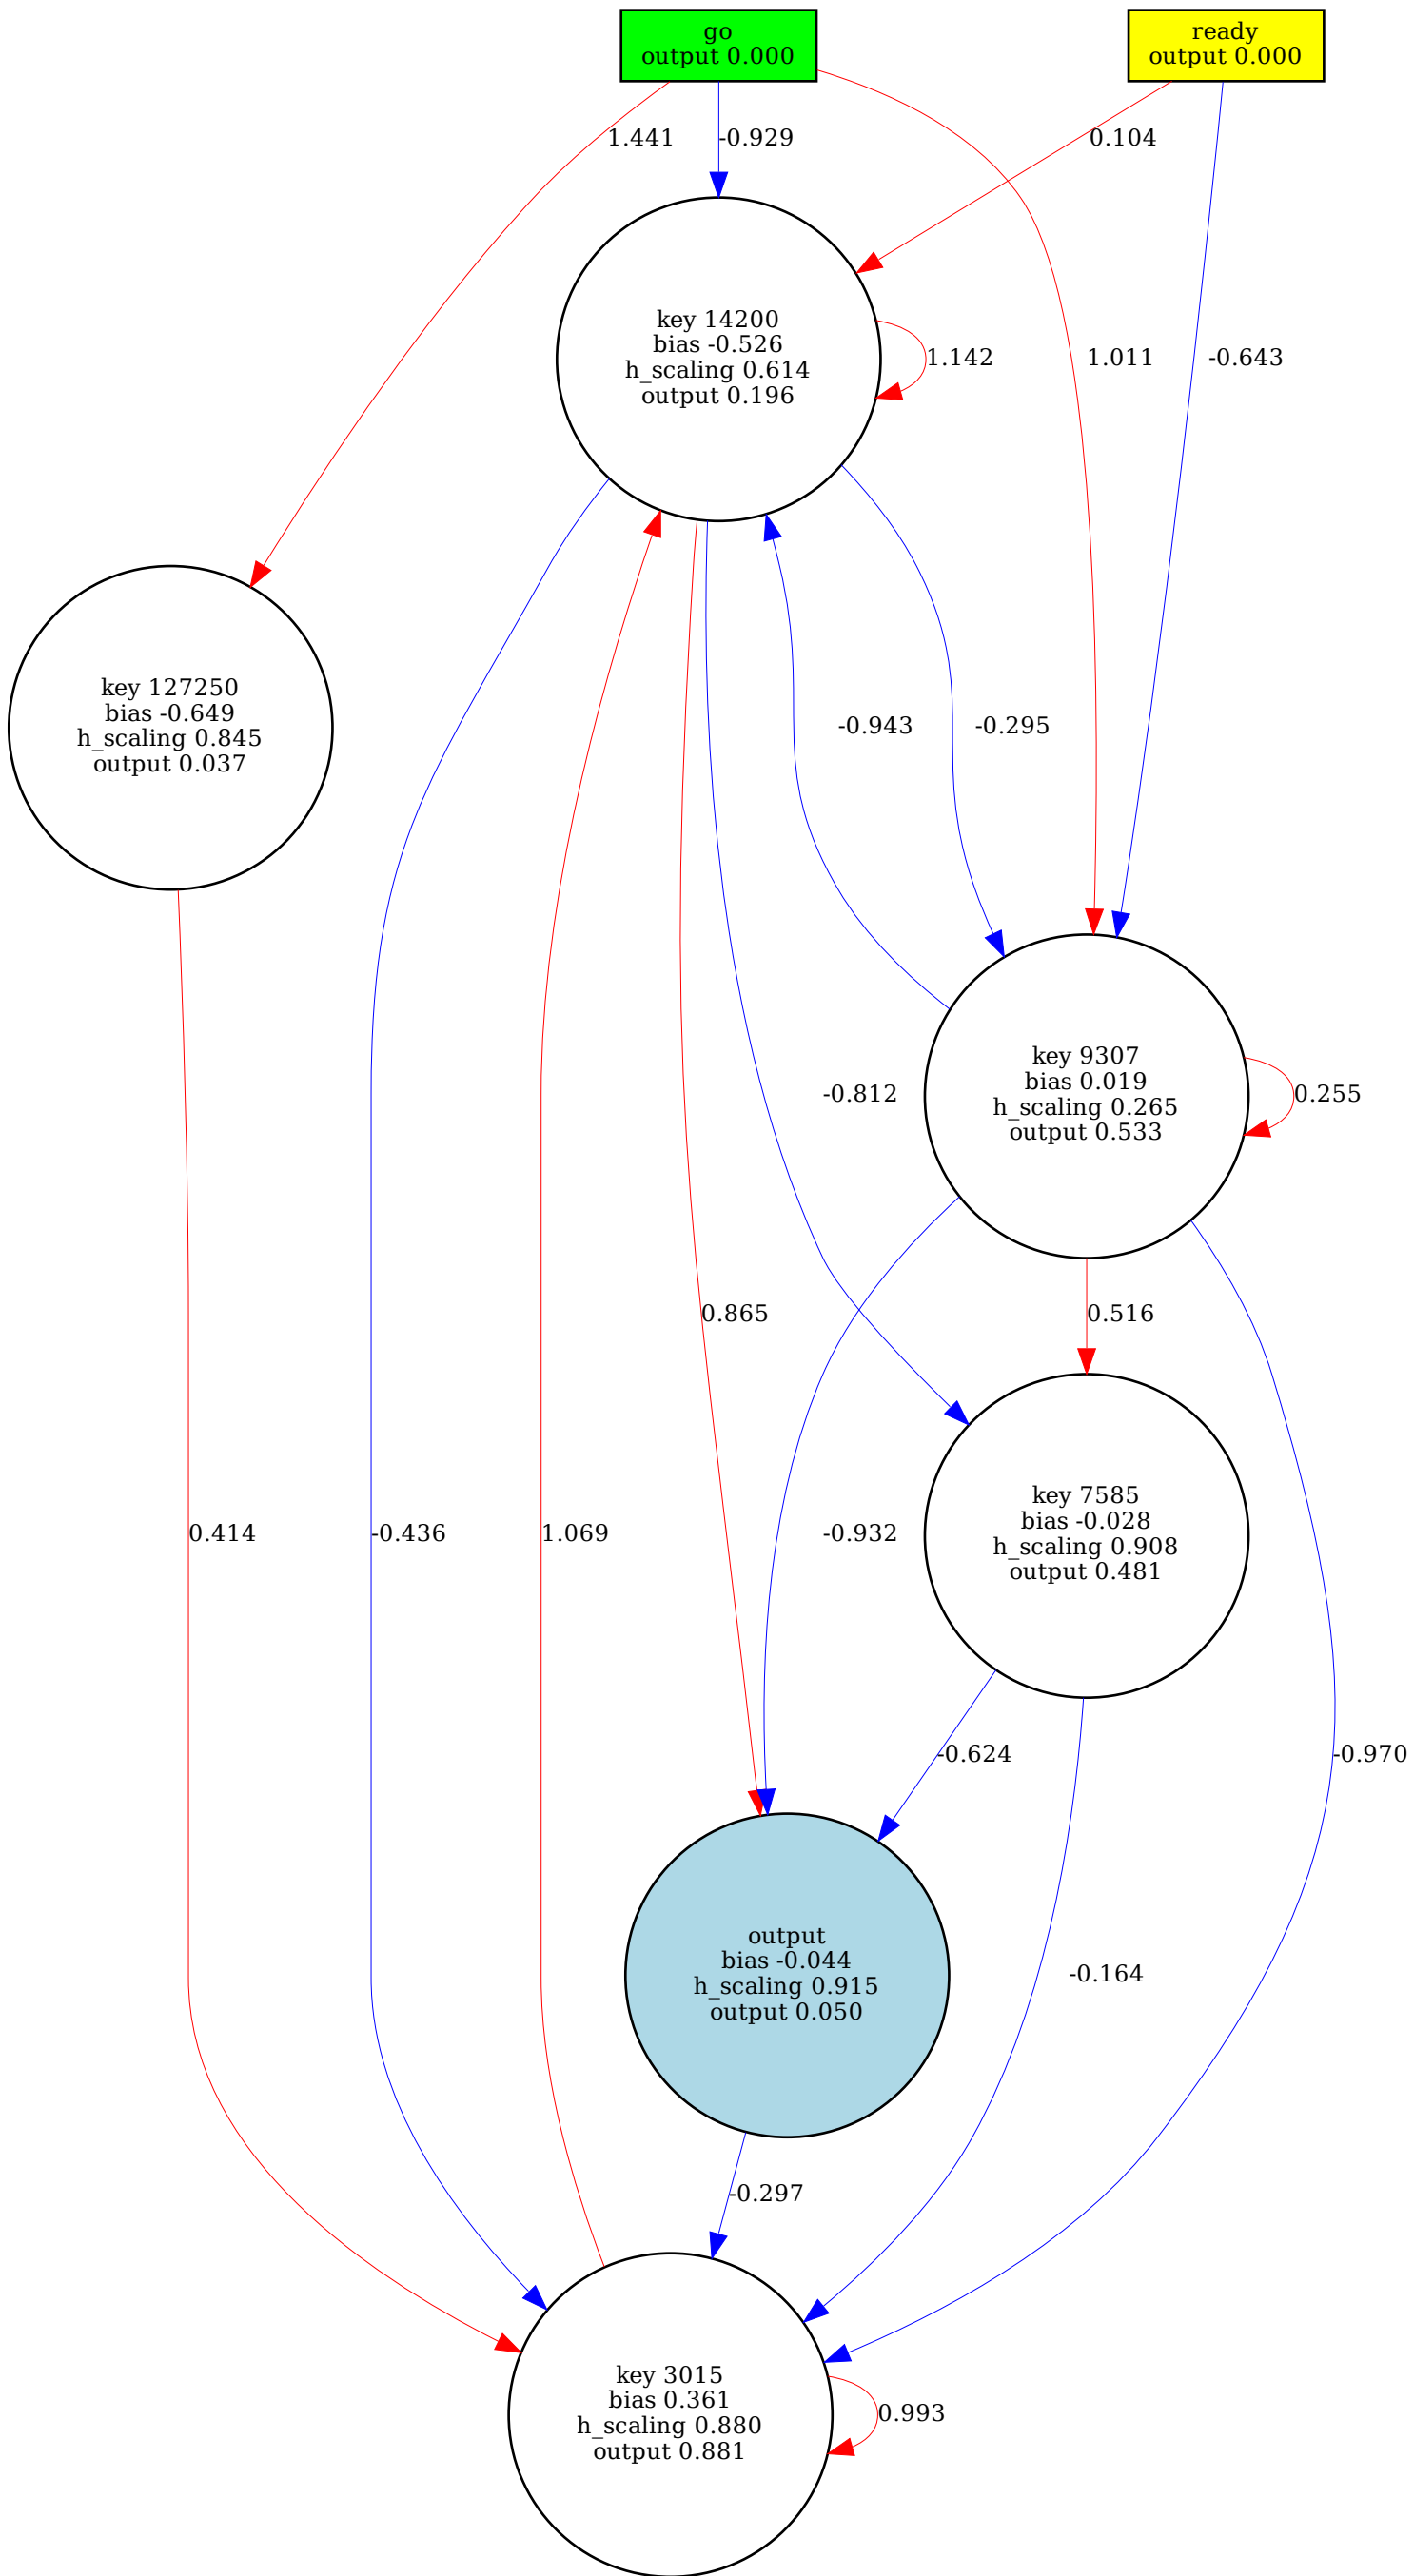 go
output 0.000
ready
output 0.000
1.441
-0.929
0.104
key 14200
bias -0.526
h_scaling 0.614
output 0.196
1.142
1.011
-0.643
key 127250
bias -0.649
h_scaling 0.845
output 0.037
-0.943
-0.295
key 9307
bias 0.019
h_scaling 0.265
output 0.533
-0.812
0.255
0.865
0.516
key 7585
bias -0.028
h_scaling 0.908
output 0.481
0.414
-0.436
1.069
-0.932
-0.624
-0.970
output
bias -0.044
h_scaling 0.915
output 0.050
-0.164
-0.297
key 3015
bias 0.361
h_scaling 0.880
output 0.881
0.993